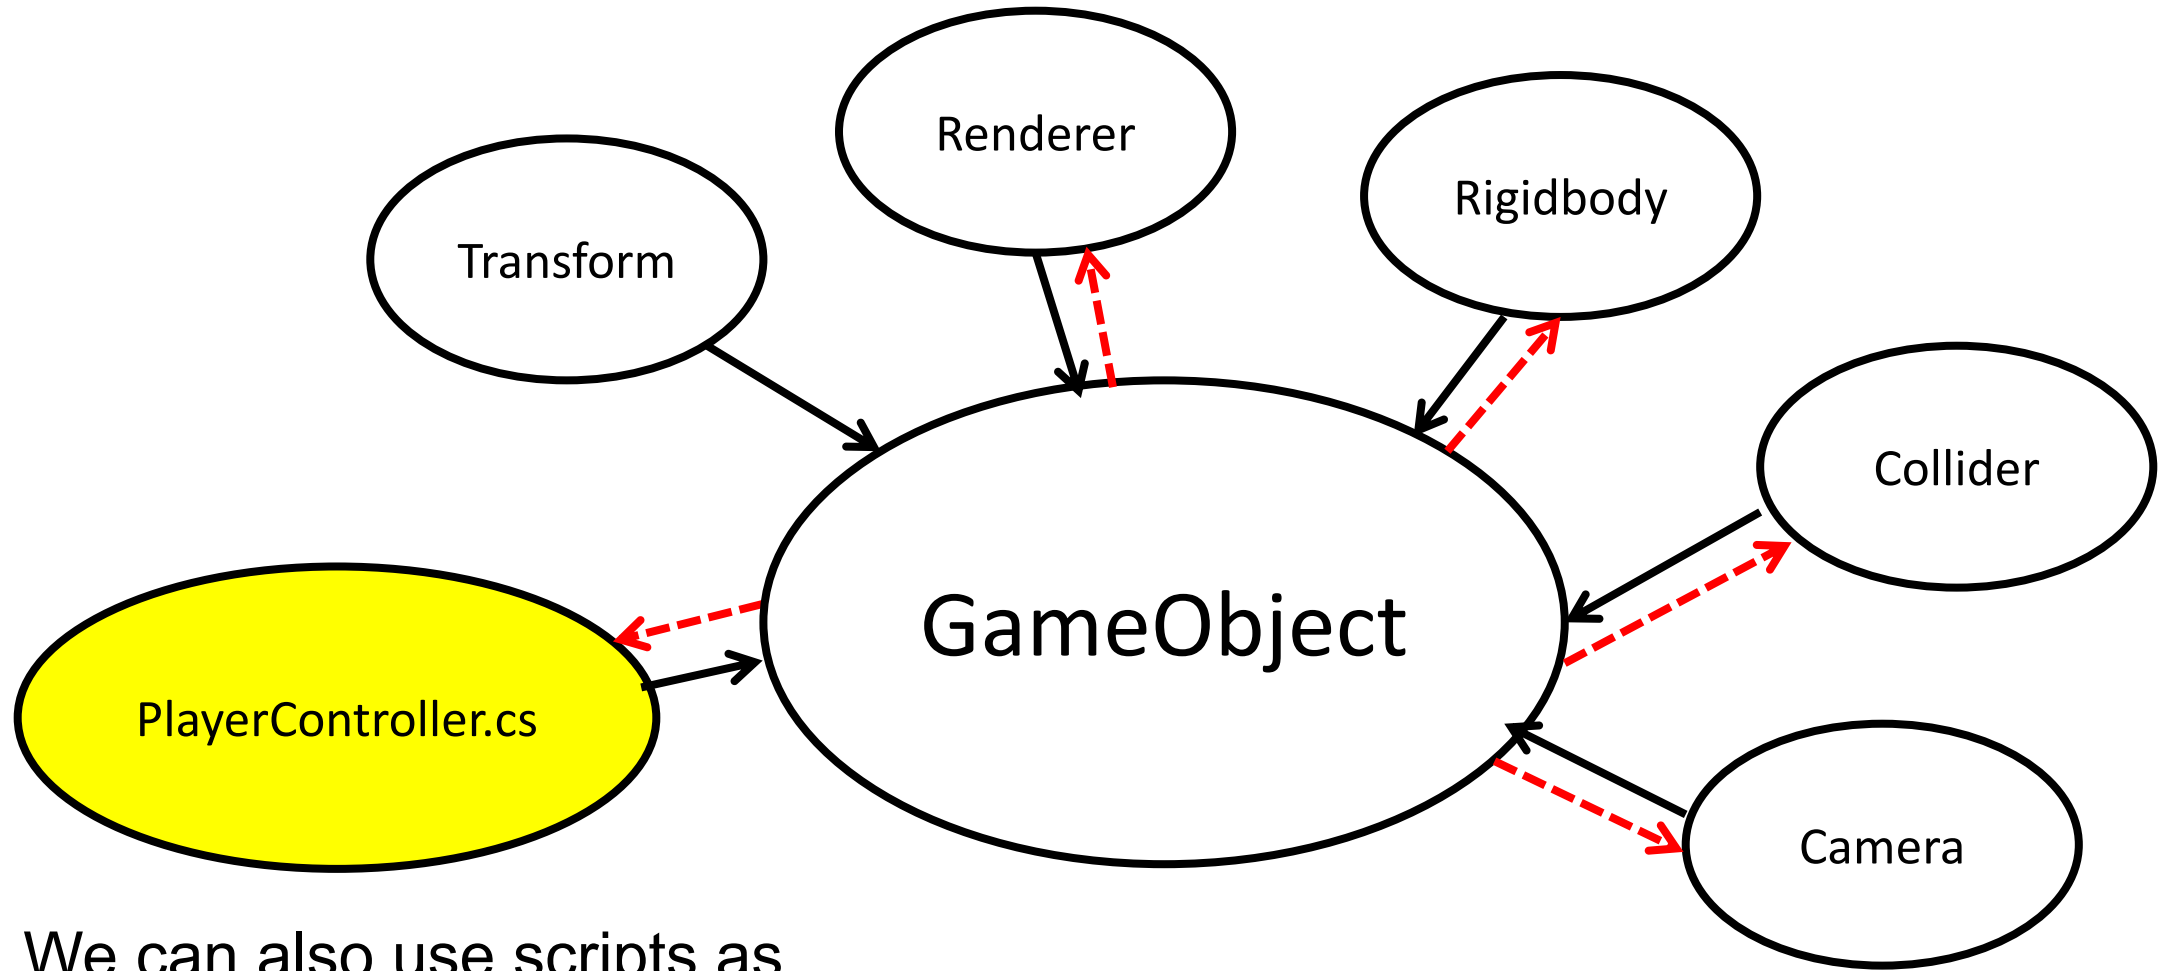 Renderer
Rigidbody
Transform
Collider
GameObject
PlayerController.cs
Camera
We can also use scripts as